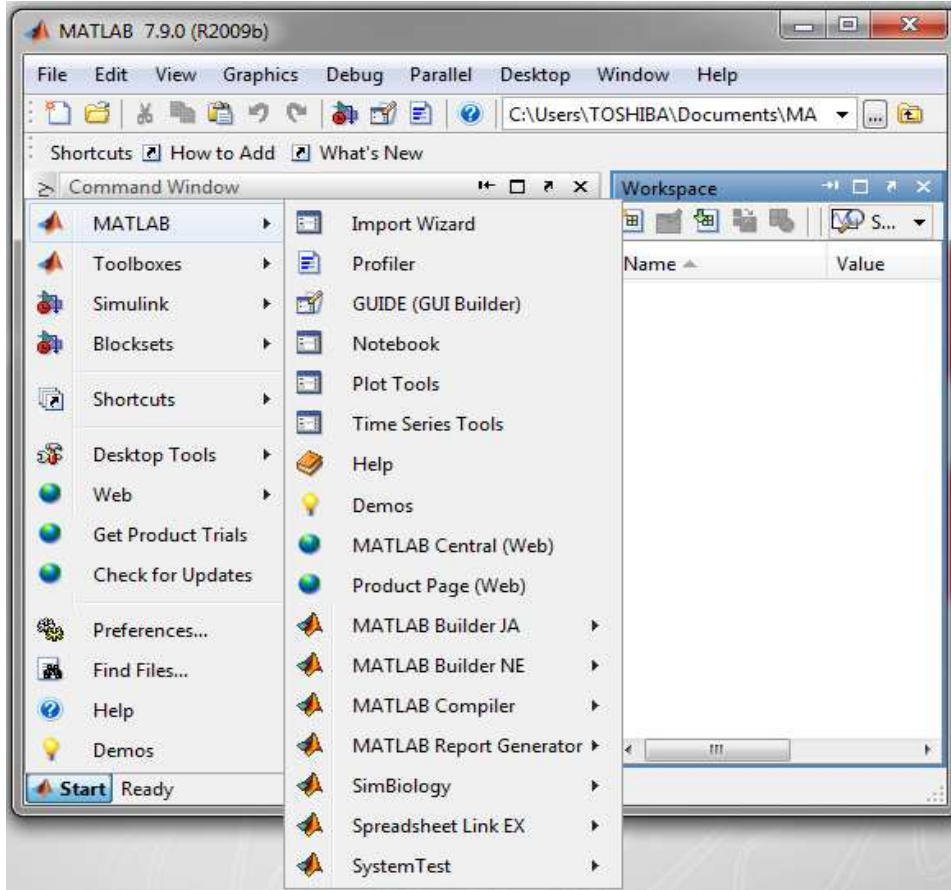 MATLAB 7.9.0 (R2009b)
File Edit View Graphics Debug Parallel Desktop Window Help
C:\Users\TOSHIBA\Documents\MA
Shortcuts How to Add What's New
Command Window
Workspace
S...
Name Value
MATLAB
Toolboxes
Simulink
Blocksets
Shortcuts
Desktop Tools
Web
Get Product Trials
Check for Updates
Preferences...
Find Files...
Help
Demos
Import Wizard
Profiler
GUIDE (GUI Builder)
Notebook
Plot Tools
Time Series Tools
Help
Demos
MATLAB Central (Web)
Product Page (Web)
MATLAB Builder JA
MATLAB Builder NE
MATLAB Compiler
MATLAB Report Generator
SimBiology
Spreadsheet Link EX
SystemTest
Start Ready